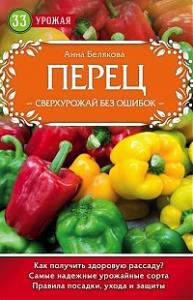 33 УРОЖАЯ
Анна Белякова
ПЕРЕЦ
– СВЕРХУРОЖАЙ БЕЗ ОШИБОК –
Как получить здоровую рассаду?
Самые надежные урожайные сорта
Правила посадки, ухода и защиты